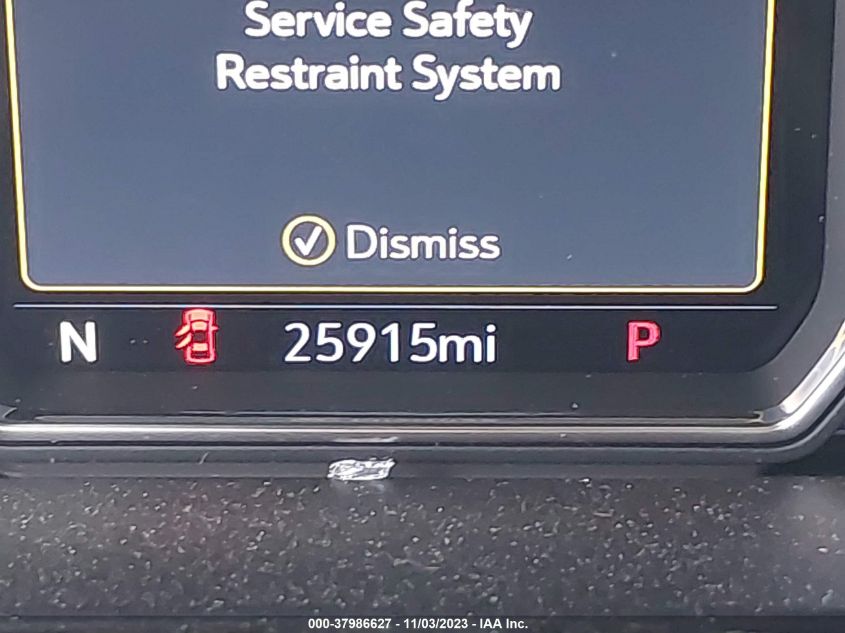 Service Safety
Restraint System
Dismiss
N 25915mi P
000-37986627 - 11/03/2023 - IAA Inc.